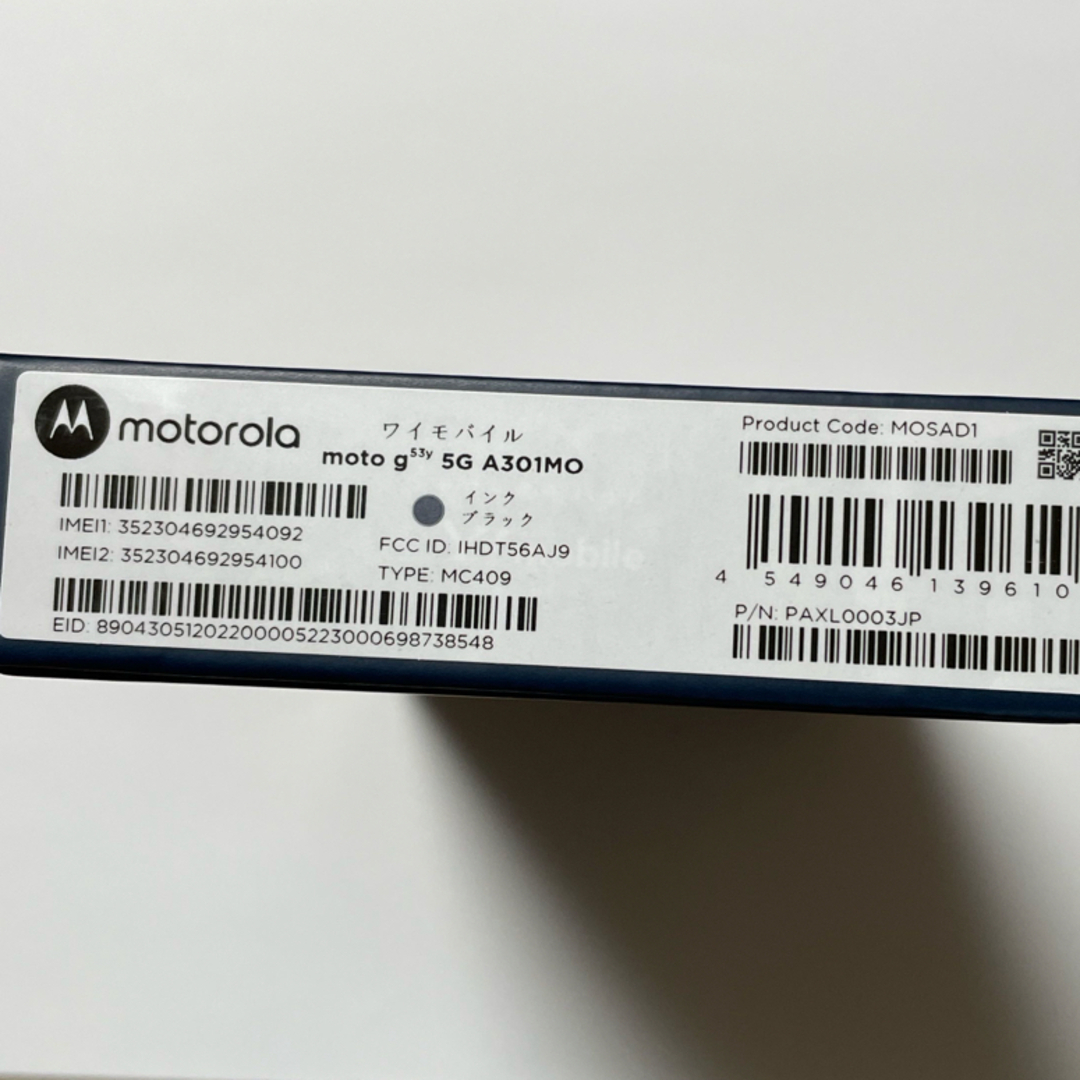 motorola
ワイモバイル
moto g53y 5G A301MO
インク
ブラック
IMEI1: 352304692954092
IMEI2: 352304692954100
FCC ID: IHDT56AJ9
TYPE: MC409
EID: 89043051202200005223000698738548
Product Code: MOSAD1
4 549046 139610
P/N: PAXL0003JP